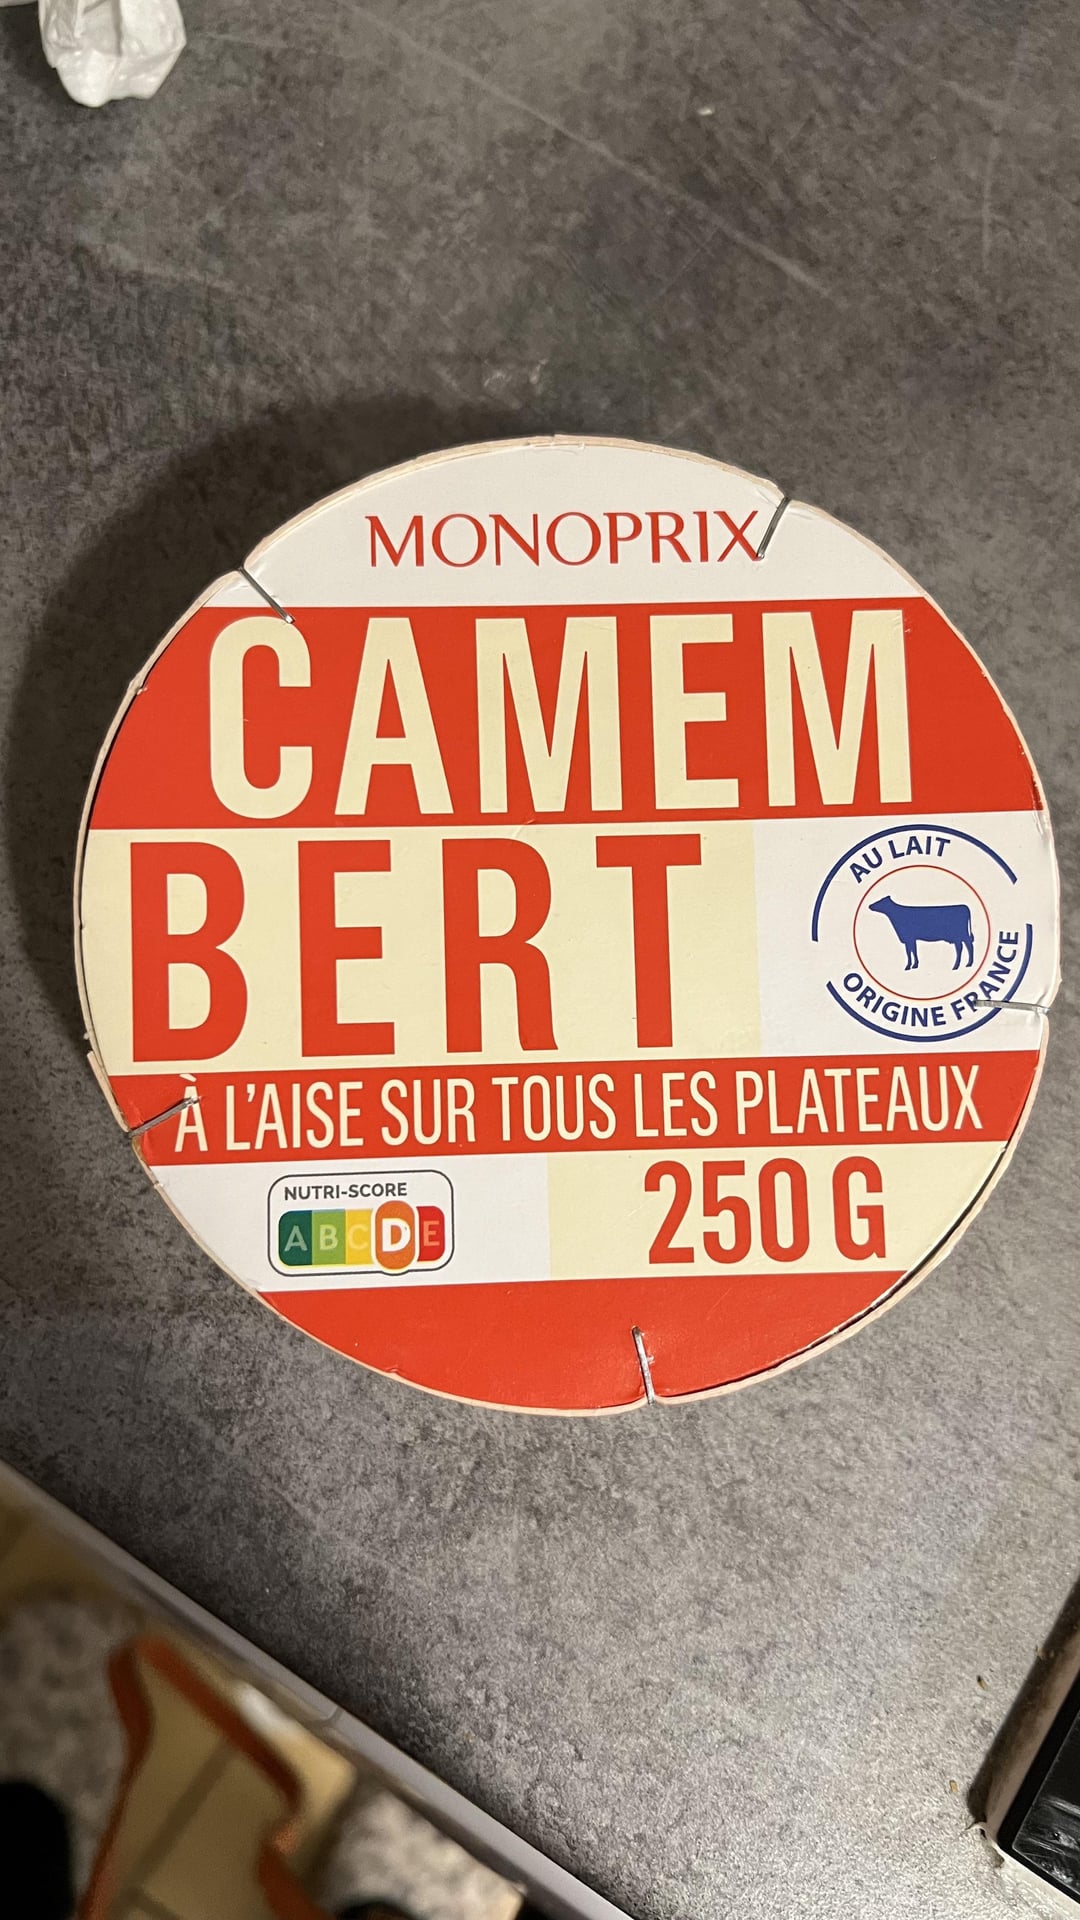 MONOPRIX
CAMEM
BERT
AU LAIT
ORIGINE FRANCE
À L'AISE SUR TOUS LES PLATEAUX
NUTRI-SCORE
A B C D E
250 G